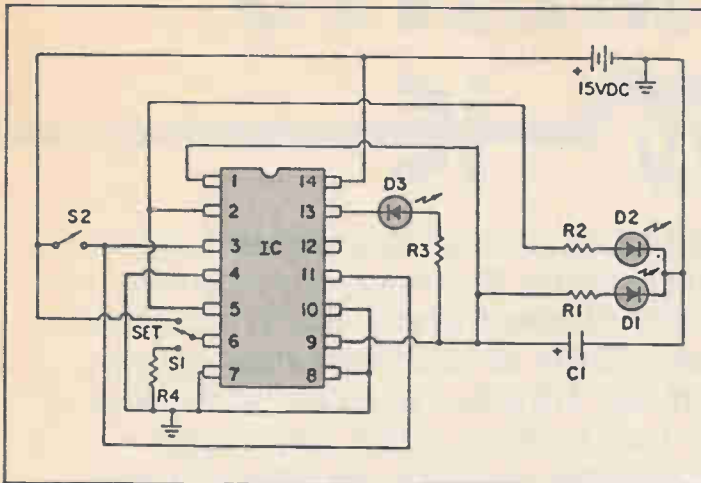 +
15VDC
D3
1 14
2 13
S2
3 IC 12
R3
R2
D2
4 11
5 10
SET
6 9
R1
D1
S1
7 8
+
C1
R4